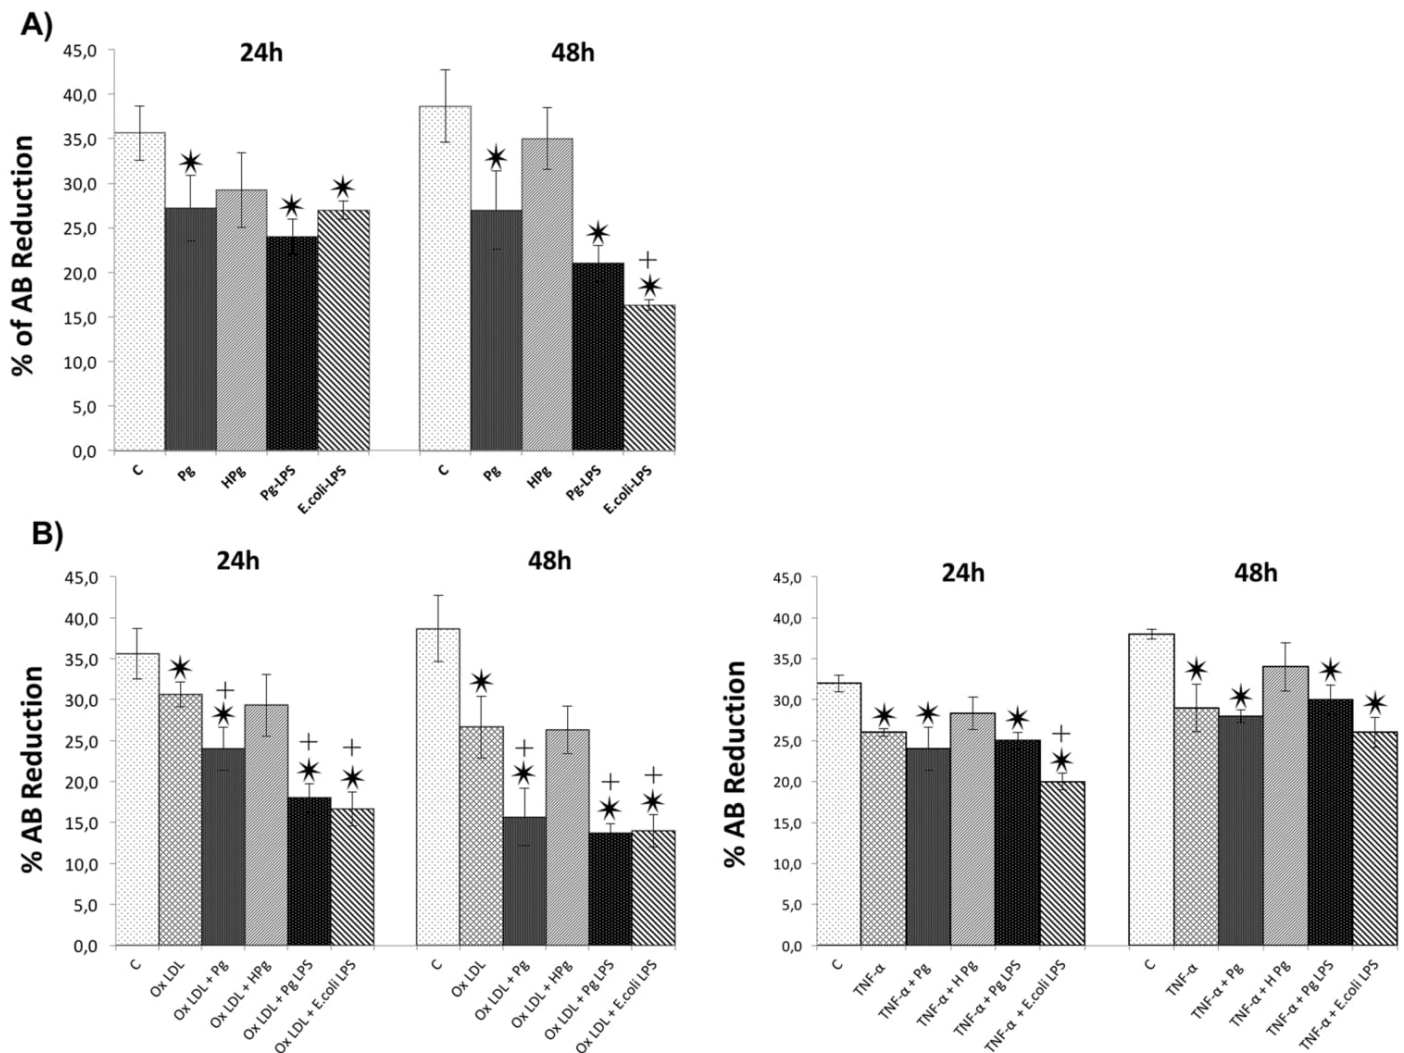 A)
24h
48h
% of AB Reduction
45,0
40,0
35,0
30,0
25,0
20,0
15,0
10,0
5,0
0,0
C
Pg
HPg
Pg-LPS
E.coli-LPS
C
Pg
HPg
Pg-LPS
E.coli-LPS
B)
24h
48h
% AB Reduction
45,0
40,0
35,0
30,0
25,0
20,0
15,0
10,0
5,0
0,0
C
Ox LDL
Ox LDL + Pg
Ox LDL + HPg
Ox LDL + Pg LPS
Ox LDL + E.coli LPS
C
Ox LDL
Ox LDL + Pg
Ox LDL + HPg
Ox LDL + Pg LPS
Ox LDL + E.coli LPS
24h
48h
% AB Reduction
45,0
40,0
35,0
30,0
25,0
20,0
15,0
10,0
5,0
0,0
C
TNF-α
TNF-α + Pg
TNF-α + H Pg
TNF-α + Pg LPS
TNF-α + E.coli LPS
C
TNF-α
TNF-α + Pg
TNF-α + H Pg
TNF-α + Pg LPS
TNF-α + E.coli LPS